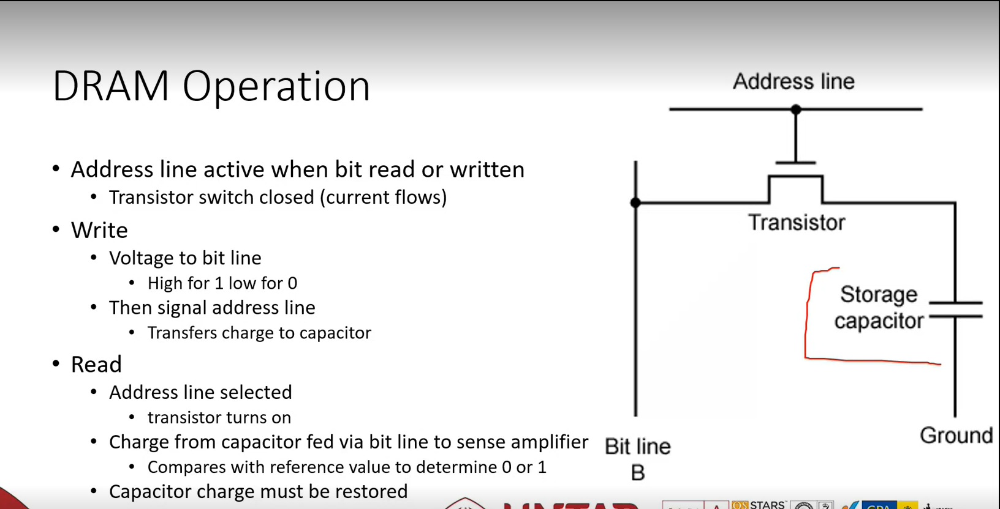 DRAM Operation
• Address line active when bit read or written
• Transistor switch closed (current flows)
• Write
• Voltage to bit line
• High for 1 low for 0
• Then signal address line
• Transfers charge to capacitor
• Read
• Address line selected
• transistor turns on
• Charge from capacitor fed via bit line to sense amplifier
• Compares with reference value to determine 0 or 1
• Capacitor charge must be restored
Address line
Transistor
Storage
capacitor
Ground
Bit line
B
QS STARS